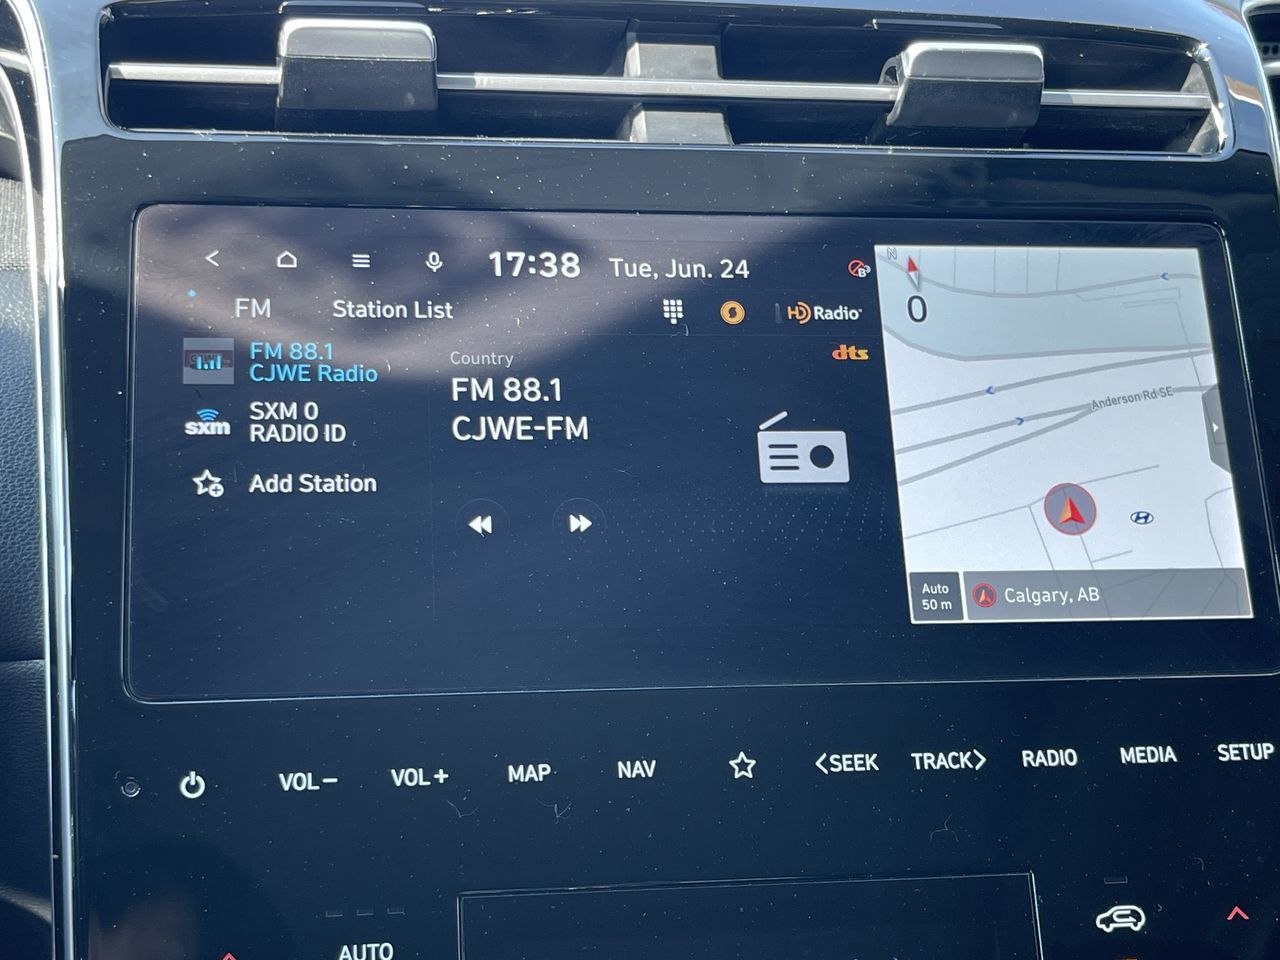 17:38 Tue, Jun. 24
FM Station List
HD Radio
dts
FM 88.1
CJWE Radio
sxm
SXM 0
RADIO ID
Add Station
Country
FM 88.1
CJWE-FM
N
0
Anderson Rd SE
Auto
50 m
Calgary, AB
VOL− VOL+ MAP NAV <SEEK TRACK> RADIO MEDIA SETUP
AUTO